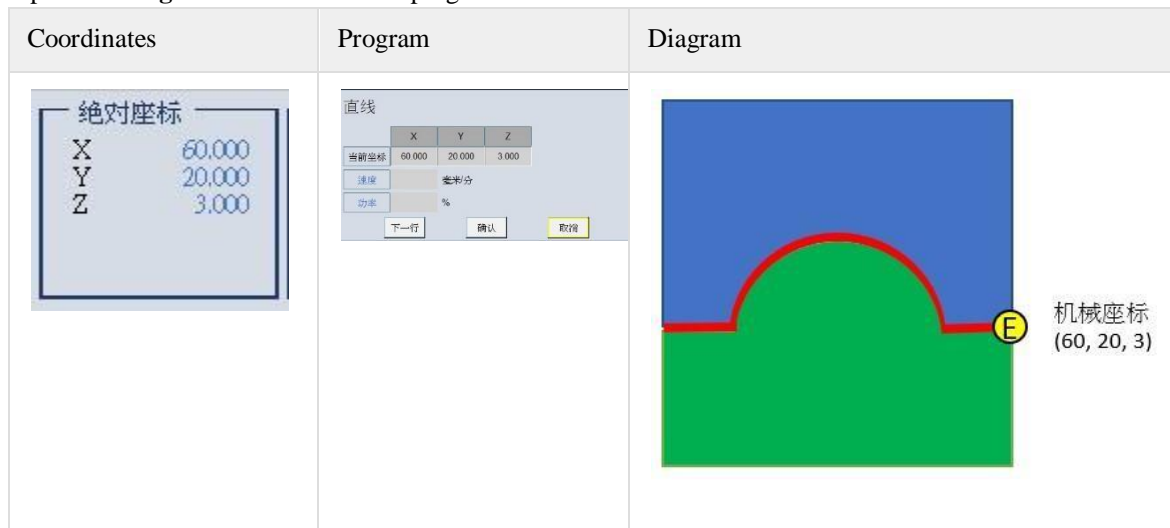 Coordinates
Program
Diagram
绝对座标
X 60.000
Y 20.000
Z 3.000
直线
X Y Z
当前坐标 60.000 20.000 3.000
速度 毫米/分
功率 %
下一行 确认 取消
E
机械座标
(60, 20, 3)